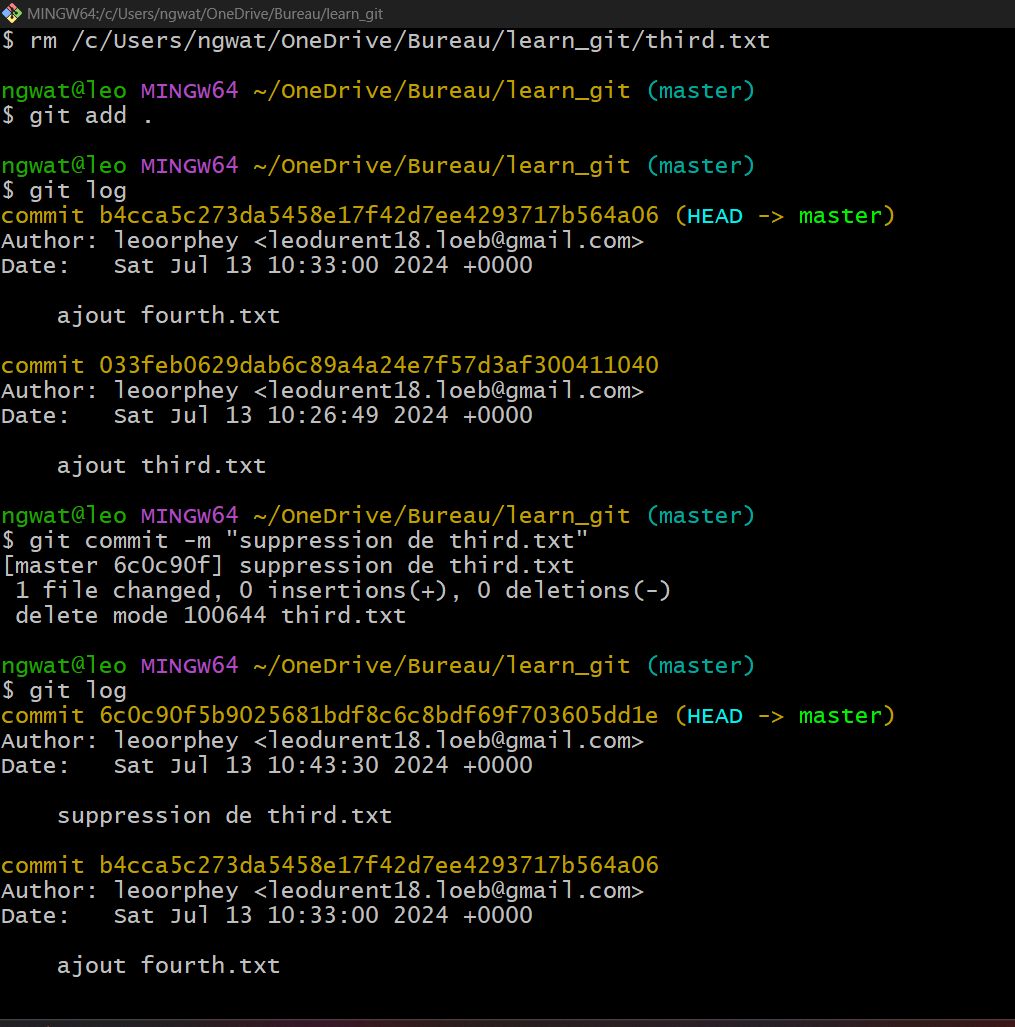 MINGW64:/c/Users/ngwat/OneDrive/Bureau/learn_git
$ rm /c/Users/ngwat/OneDrive/Bureau/learn_git/third.txt
ngwat@leo MINGW64 ~/OneDrive/Bureau/learn_git (master)
$ git add .
ngwat@leo MINGW64 ~/OneDrive/Bureau/learn_git (master)
$ git log
commit b4cca5c273da5458e17f42d7ee4293717b564a06 (HEAD -> master)
Author: leoorphey <leodurent18.loeb@gmail.com>
Date:   Sat Jul 13 10:33:00 2024 +0000
    ajout fourth.txt
commit 033feb0629dab6c89a4a24e7f57d3af300411040
Author: leoorphey <leodurent18.loeb@gmail.com>
Date:   Sat Jul 13 10:26:49 2024 +0000
    ajout third.txt
ngwat@leo MINGW64 ~/OneDrive/Bureau/learn_git (master)
$ git commit -m "suppression de third.txt"
[master 6c0c90f] suppression de third.txt
 1 file changed, 0 insertions(+), 0 deletions(-)
 delete mode 100644 third.txt
ngwat@leo MINGW64 ~/OneDrive/Bureau/learn_git (master)
$ git log
commit 6c0c90f5b9025681bdf8c6c8bdf69f703605dd1e (HEAD -> master)
Author: leoorphey <leodurent18.loeb@gmail.com>
Date:   Sat Jul 13 10:43:30 2024 +0000
    suppression de third.txt
commit b4cca5c273da5458e17f42d7ee4293717b564a06
Author: leoorphey <leodurent18.loeb@gmail.com>
Date:   Sat Jul 13 10:33:00 2024 +0000
    ajout fourth.txt